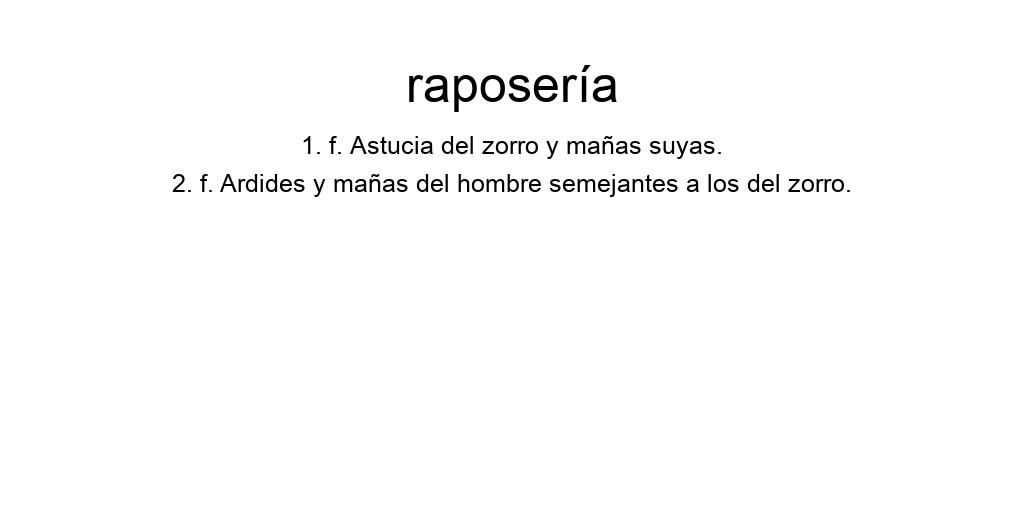 raposería
1. f. Astucia del zorro y mañas suyas.
2. f. Ardides y mañas del hombre semejantes a los del zorro.